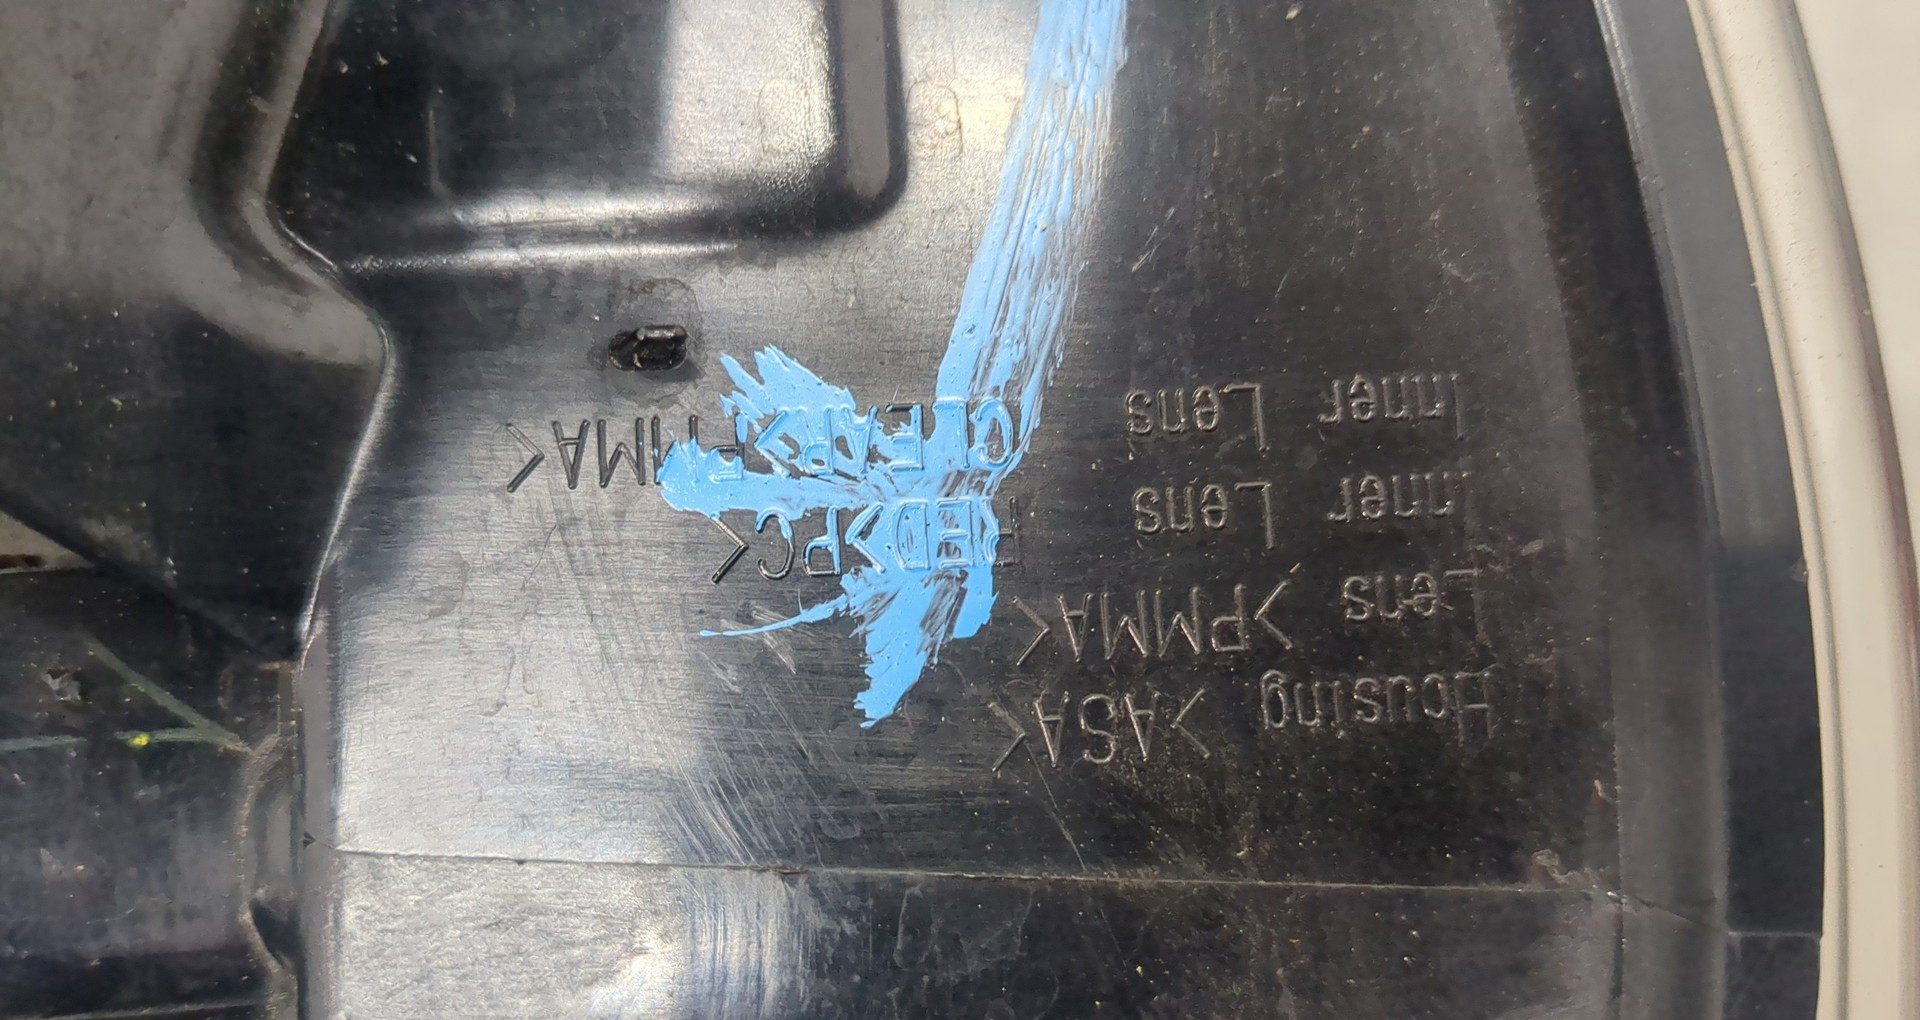 Housing >ASA<
Lens >PMMA<
Inner Lens RED>PC<
Inner Lens CLEAR>PMMA<